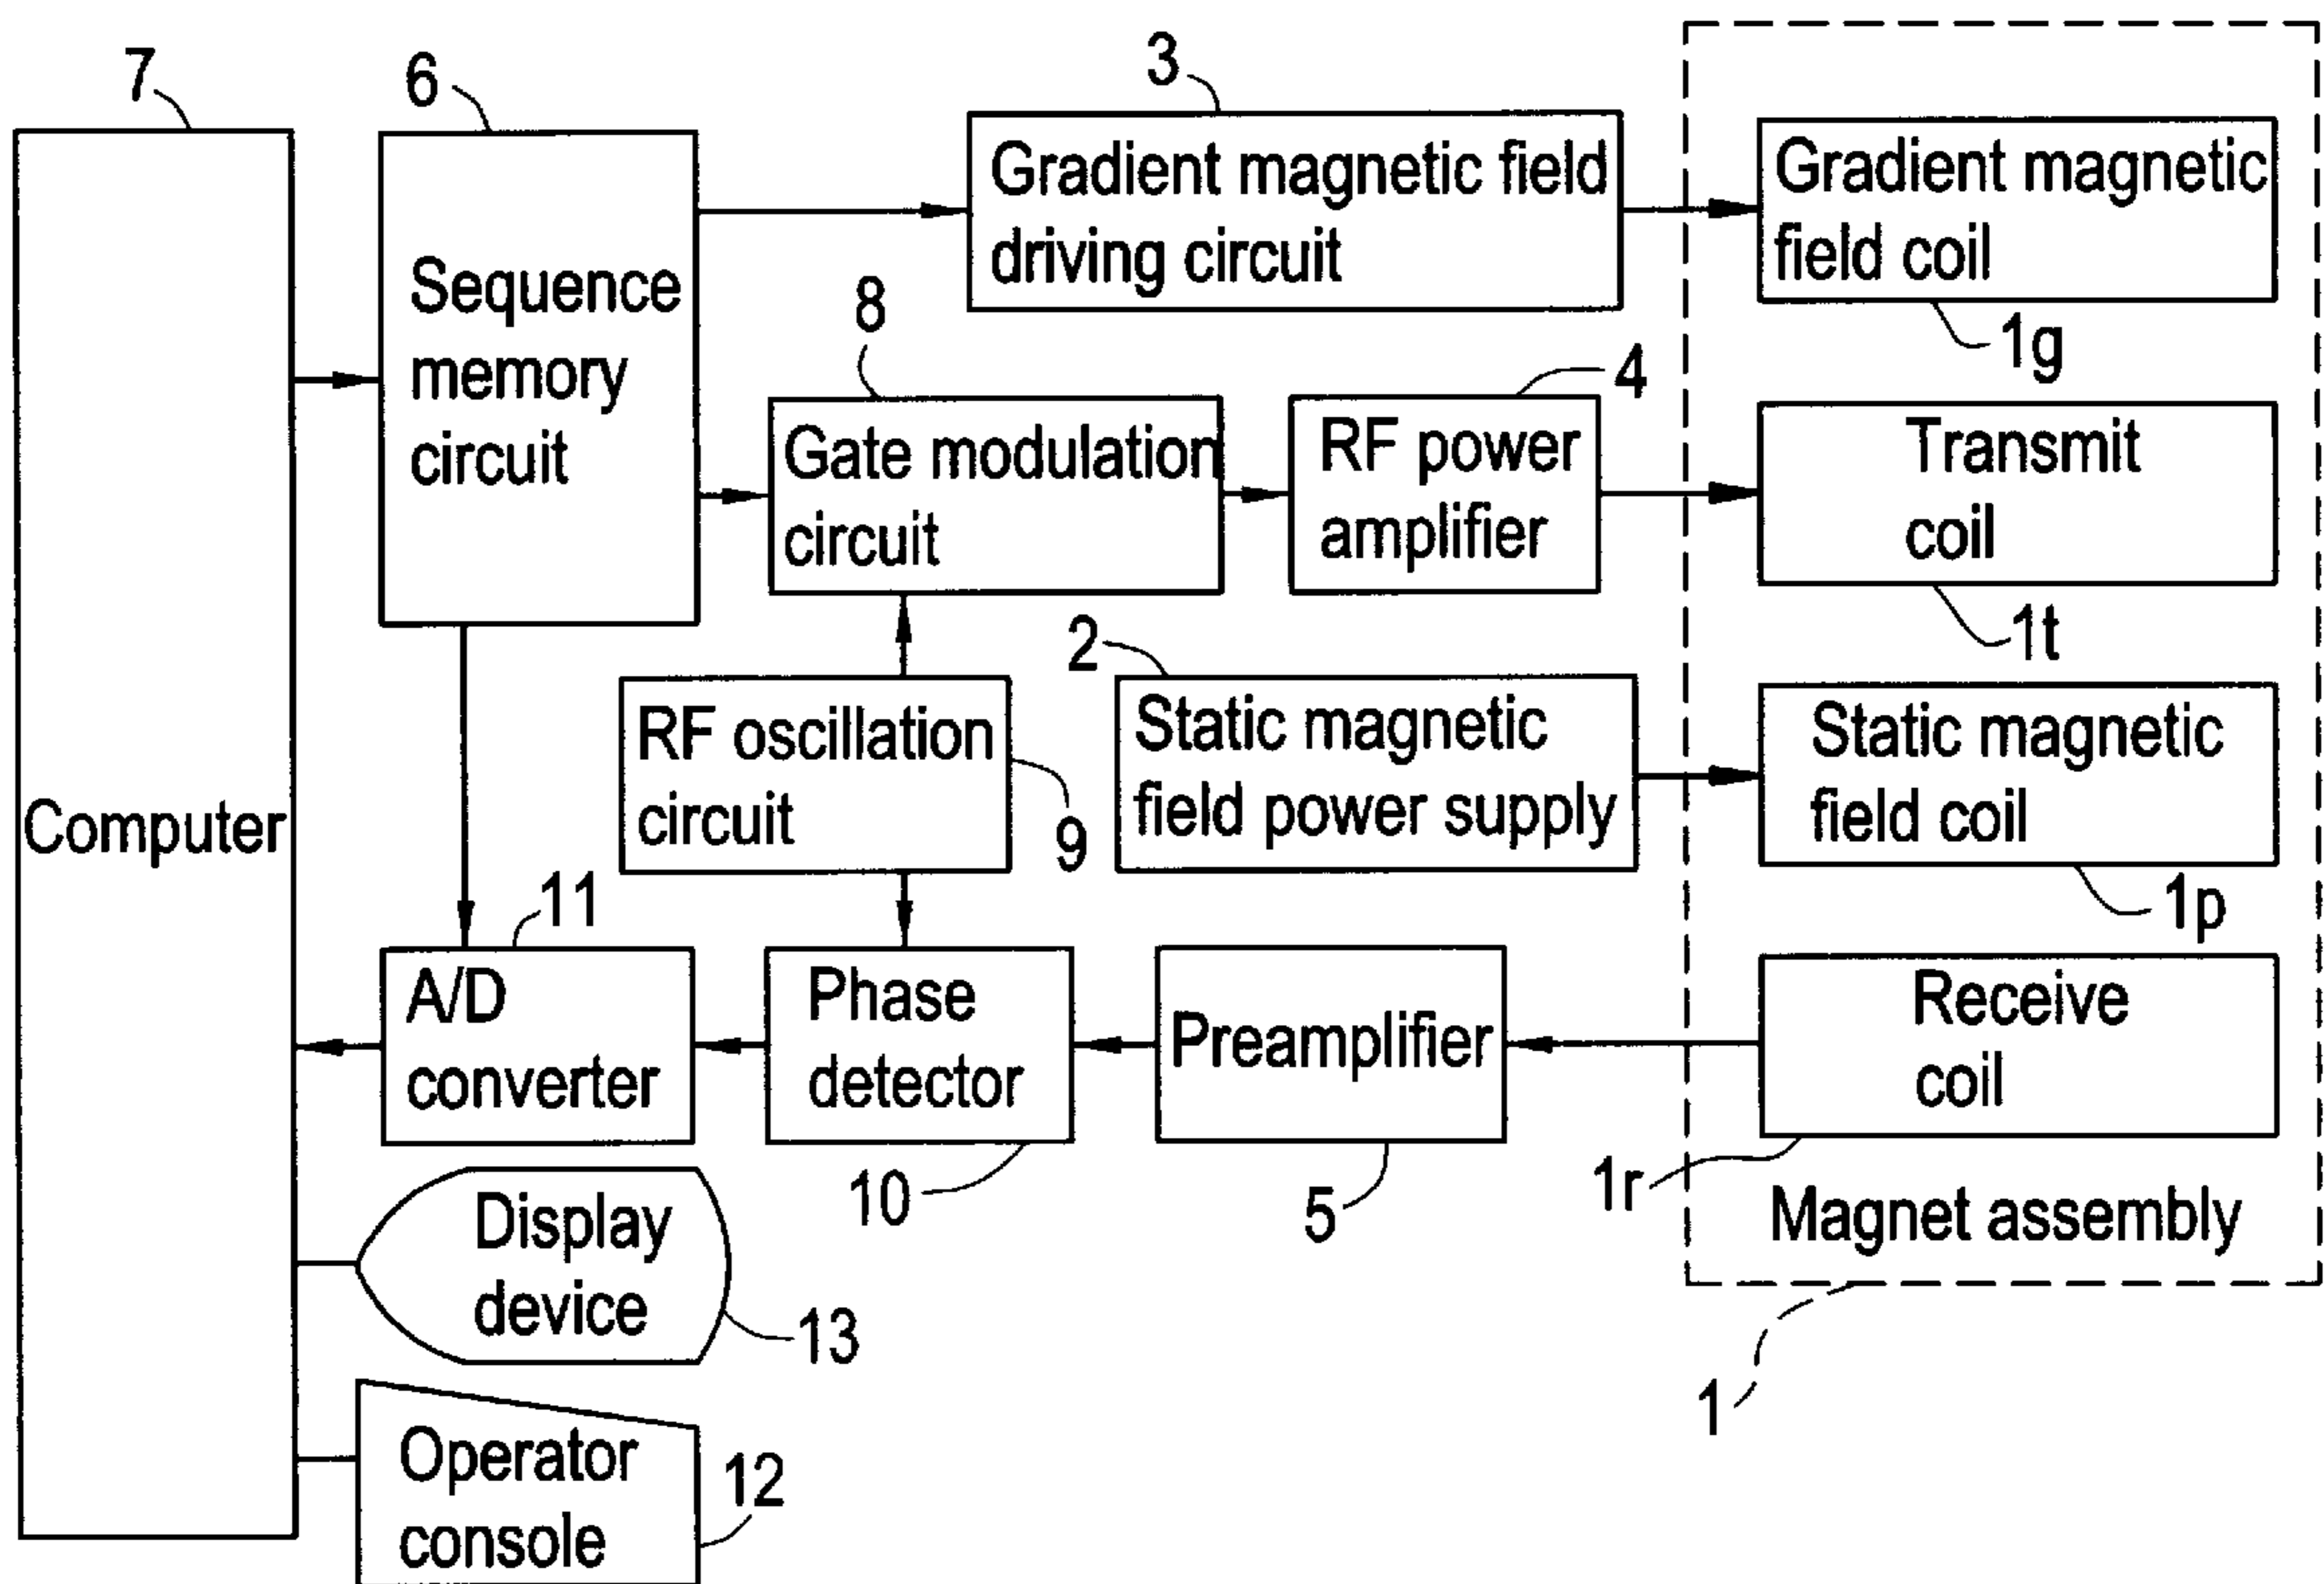 7
6
3
Gradient magnetic field
driving circuit
Gradient magnetic
field coil
1g
Sequence
memory
circuit
8
4
Gate modulation
circuit
RF power
amplifier
Transmit
coil
1t
2
RF oscillation
circuit
9
Static magnetic
field power supply
Static magnetic
field coil
1p
Computer
11
A/D
converter
Phase
detector
10
Preamplifier
5
Receive
coil
1r
Magnet assembly
1
Display
device
13
Operator
console
12